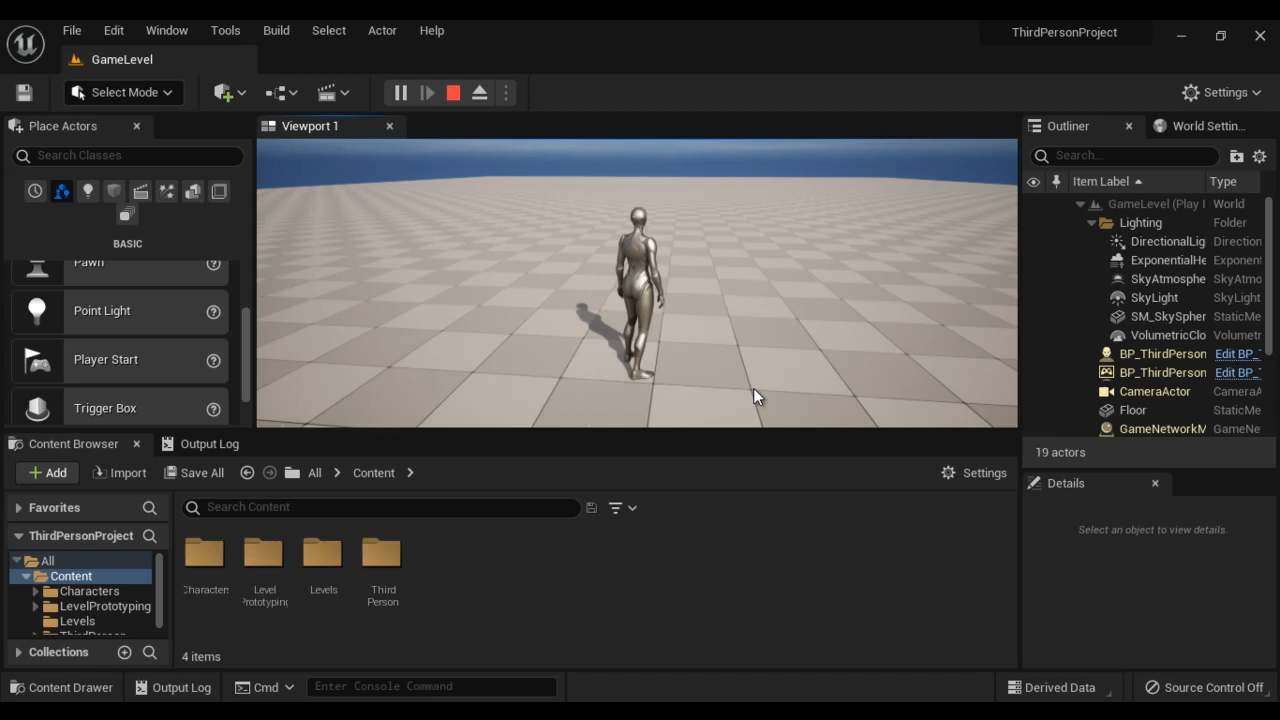 File Edit Window Tools Build Select Actor Help
ThirdPersonProject
GameLevel
Select Mode
Settings
Place Actors
Viewport 1
Outliner
World Settin...
Search Classes
Search...
Item Label
Type
GameLevel (Play I
World
Lighting
Folder
BASIC
DirectionalLig
Direction
Pawn
ExponentialHe
Exponen
SkyAtmosphe
SkyAtmo
SkyLight
SkyLight
Point Light
SM_SkySpher
StaticMe
VolumetricClo
Volumetr
Player Start
BP_ThirdPerson
Edit BP_
BP_ThirdPerson
Edit BP_
CameraActor
CameraA
Trigger Box
Floor
StaticMe
GameNetworkM
GameNe
Content Browser
Output Log
19 actors
Add
Import
Save All
All
Content
Settings
Details
Favorites
Search Content
Select an object to view details.
ThirdPersonProject
All
Content
Characters
LevelPrototyping
Levels
ThirdPerson
Characters
Level
Prototyping
Levels
Third
Person
Collections
4 items
Content Drawer
Output Log
Cmd
Enter Console Command
Derived Data
Source Control Off